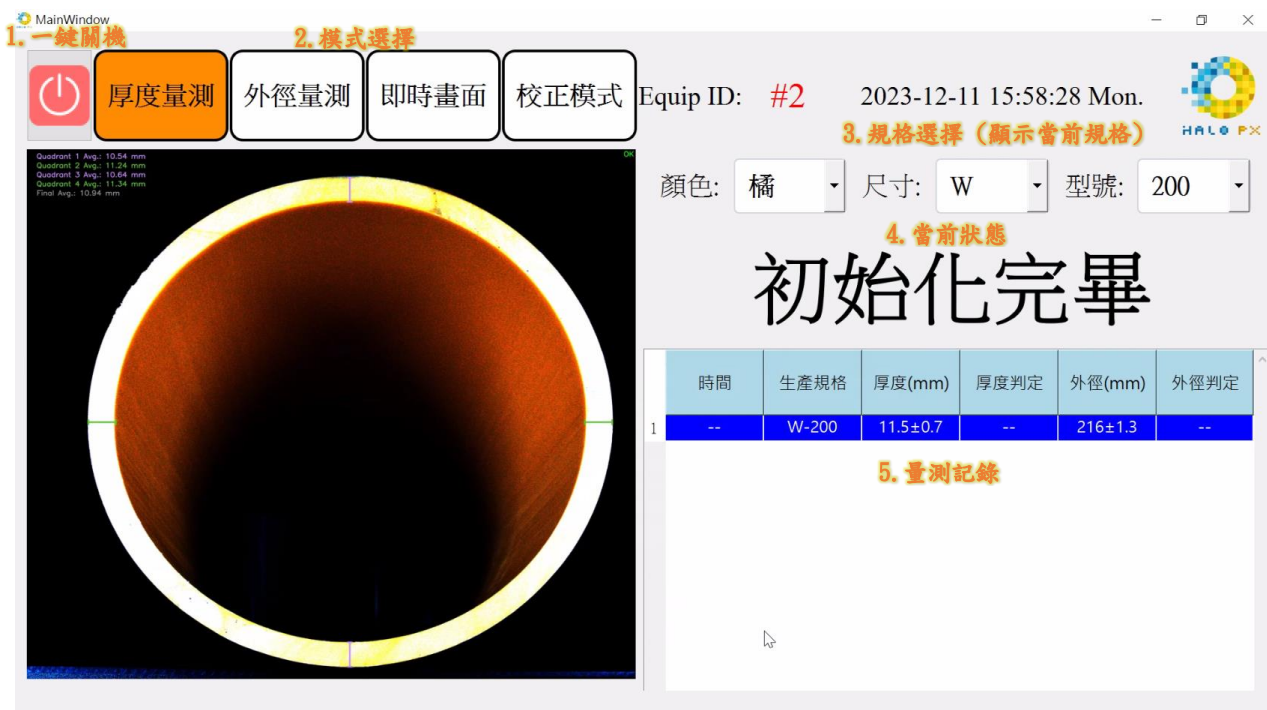 MainWindow
1. 一鍵關機
2. 模式選擇
厚度量測 外徑量測 即時畫面 校正模式 Equip ID: #2 2023-12-11 15:58:28 Mon.
HALO PX
3. 規格選擇（顯示當前規格）
Quadrant 1 Avg.: 10.54 mm
Quadrant 2 Avg.: 11.24 mm
Quadrant 3 Avg.: 10.64 mm
Quadrant 4 Avg.: 11.34 mm
Final Avg.: 10.94 mm
OK
顏色: 橘 尺寸: W 型號: 200
4. 當前狀態
初始化完畢
時間 生產規格 厚度(mm) 厚度判定 外徑(mm) 外徑判定
1 -- W-200 11.5±0.7 -- 216±1.3 --
5. 量測記錄